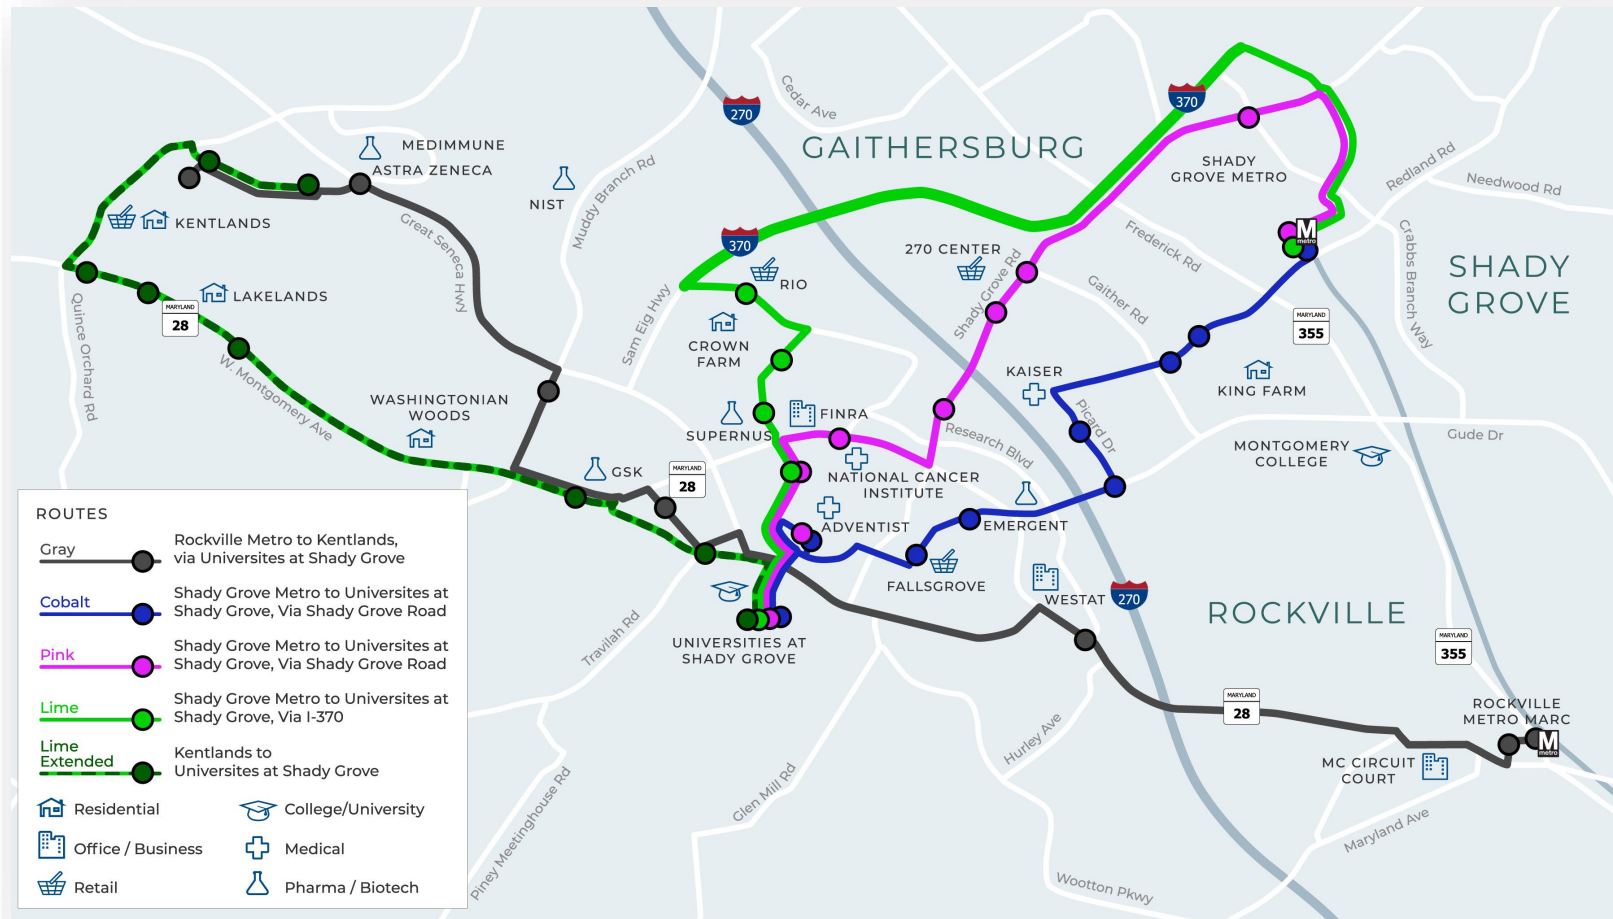 270
Cedar Ave
GAITHERSBURG
370
SHADY
GROVE METRO
Redland Rd
Needwood Rd
MEDIMMUNE
ASTRA ZENECA
NIST
Muddy Branch Rd
KENTLANDS
Great Seneca Hwy
370
RIO
270 CENTER
Shady Grove Rd
Frederick Rd
M
metro
Crabbs Branch Way
SHADY
GROVE
Gaither Rd
MARYLAND
355
LAKELANDS
MARYLAND
28
Quince Orchard Rd
W. Montgomery Ave
Sam Eig Hwy
CROWN
FARM
KAISER
KING FARM
WASHINGTONIAN
WOODS
SUPERNUS
FINRA
Research Blvd
Picard Dr
Gude Dr
MONTGOMERY
COLLEGE
GSK
MARYLAND
28
NATIONAL CANCER
INSTITUTE
ADVENTIST
EMERGENT
FALLSGROVE
WESTAT
270
ROCKVILLE
UNIVERSITIES AT
SHADY GROVE
Travilah Rd
MARYLAND
355
MARYLAND
28
ROCKVILLE
METRO MARC
M
metro
MC CIRCUIT
COURT
Hurley Ave
Glen Mill Rd
Piney Meetinghouse Rd
Maryland Ave
Wootton Pkwy
ROUTES
Gray
Rockville Metro to Kentlands,
via Universites at Shady Grove
Cobalt
Shady Grove Metro to Universites at
Shady Grove, Via Shady Grove Road
Pink
Shady Grove Metro to Universites at
Shady Grove, Via Shady Grove Road
Lime
Shady Grove Metro to Universites at
Shady Grove, Via I-370
Lime
Extended
Kentlands to
Universites at Shady Grove
Residential
College/University
Office / Business
Medical
Retail
Pharma / Biotech